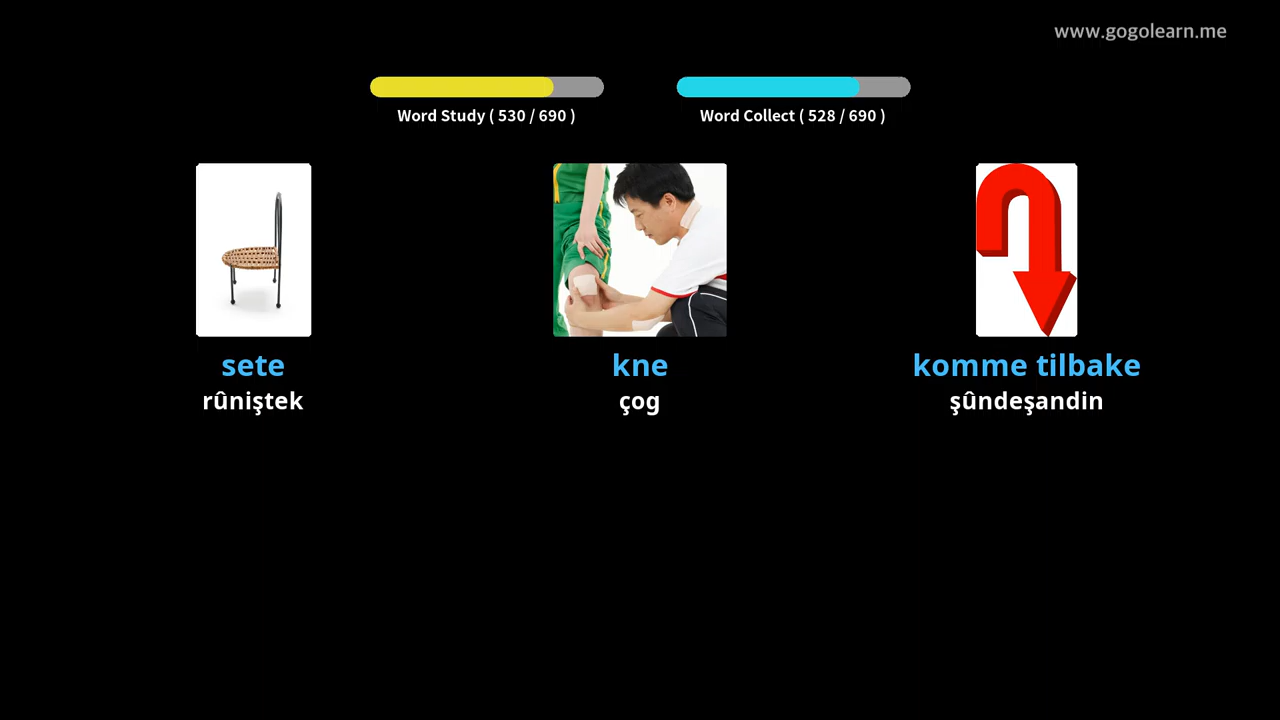 www.gogolearn.me
Word Study ( 530 / 690 )
Word Collect ( 528 / 690 )
sete
rûniştek
kne
çog
komme tilbake
şûndeşandin